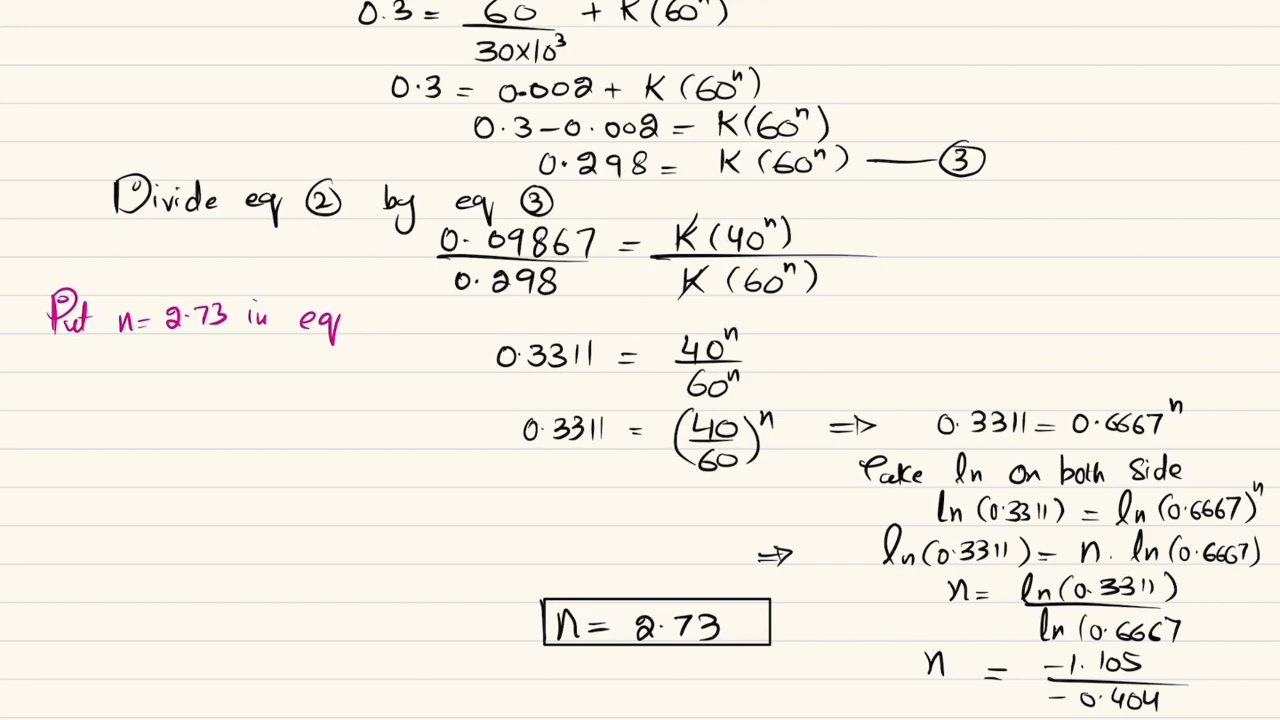 0.3 = 60/30×10³ + K(60ⁿ)
0.3 = 0.002 + K(60ⁿ)
0.3-0.002 = K(60ⁿ)
0.298 = K(60ⁿ) —— ③
Divide eq ② by eq ③
0.09867/0.298 = K(40ⁿ)/K(60ⁿ)
Put n= 2.73 in eq
0.3311 = 40ⁿ/60ⁿ
0.3311 = (40/60)ⁿ ⇒ 0.3311 = 0.6667ⁿ
Take ln on both side
ln(0.3311) = ln(0.6667)ⁿ
⇒ ln(0.3311) = n. ln(0.6667)
n= ln(0.3311)/ln(0.6667
n= 2.73
n = -1.105/-0.404